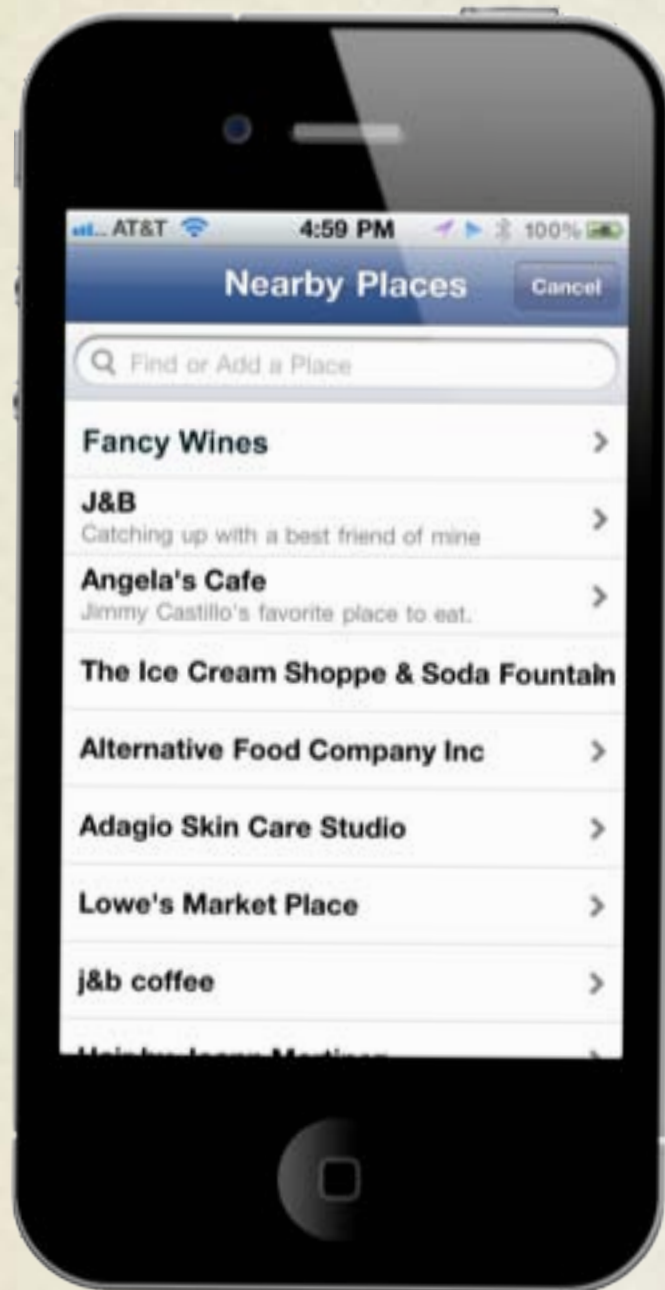 AT&T 4:59 PM 100%
Nearby Places Cancel
Find or Add a Place
Fancy Wines
J&B
Catching up with a best friend of mine
Angela's Cafe
Jimmy Castillo's favorite place to eat.
The Ice Cream Shoppe & Soda Fountain
Alternative Food Company Inc
Adagio Skin Care Studio
Lowe's Market Place
j&b coffee